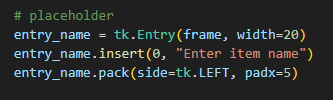 # placeholder
entry_name = tk.Entry(frame, width=20)
entry_name.insert(0, "Enter item name")
entry_name.pack(side=tk.LEFT, padx=5)